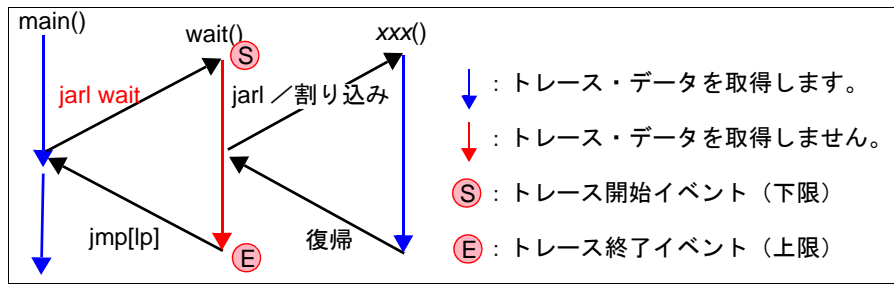 main()
wait()
xxx()
S
jarl wait
jarl ／割り込み
jmp[lp]
復帰
E
：トレース・データを取得します。
：トレース・データを取得しません。
S ：トレース開始イベント（下限）
E ：トレース終了イベント（上限）